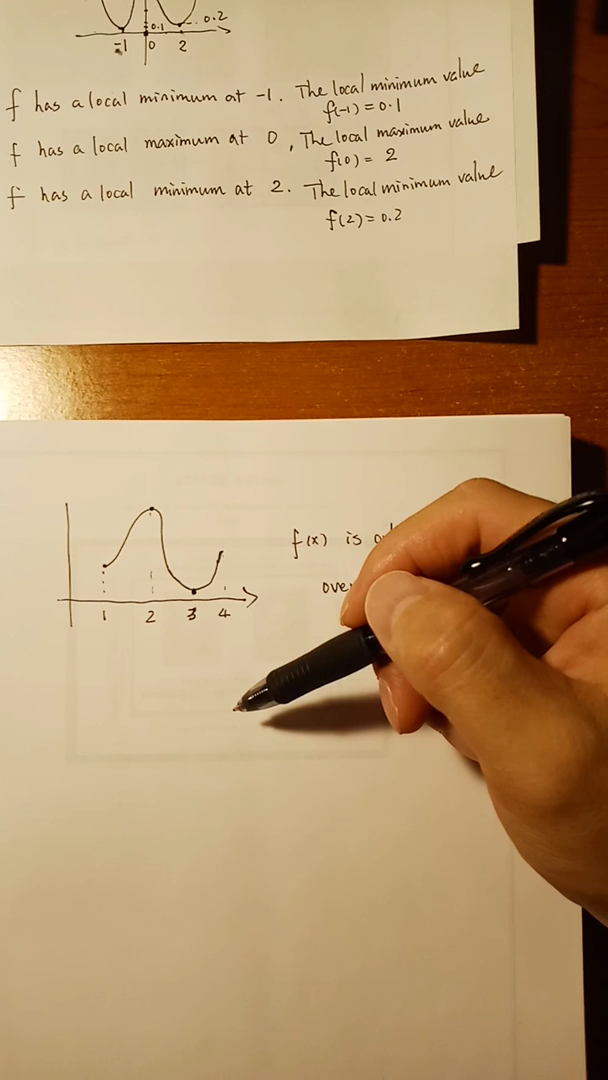 0.1 0.2
-1 0 2
f has a local minimum at -1. The local minimum value
f(-1) = 0.1
f has a local maximum at 0, The local maximum value
f(0) = 2
f has a local minimum at 2. The local minimum value
f(2) = 0.2
f(x) is
1 2 3 4